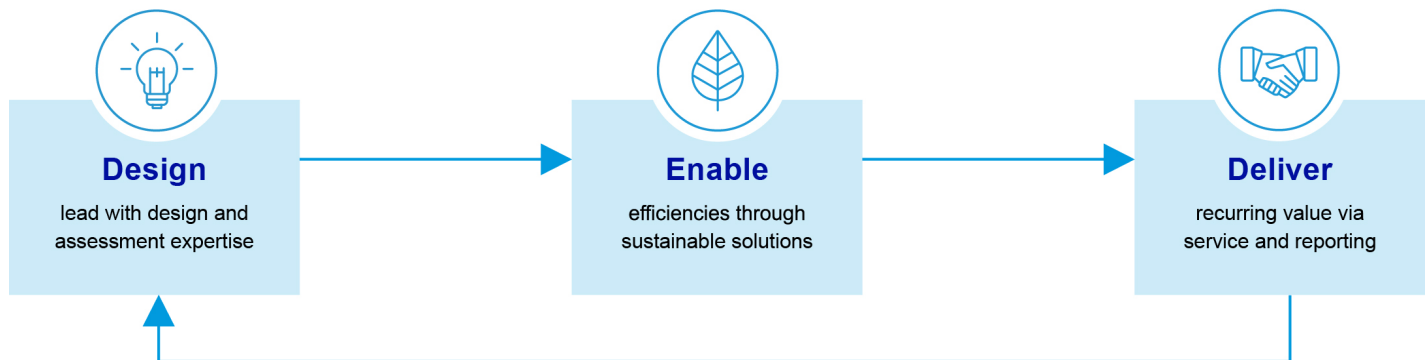 Design
lead with design and
assessment expertise
Enable
efficiencies through
sustainable solutions
Deliver
recurring value via
service and reporting